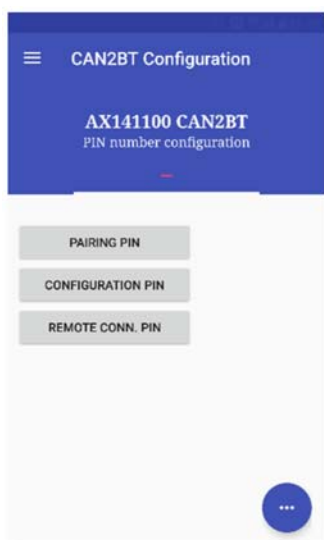 CAN2BT Configuration
AX141100 CAN2BT
PIN number configuration
PAIRING PIN
CONFIGURATION PIN
REMOTE CONN. PIN